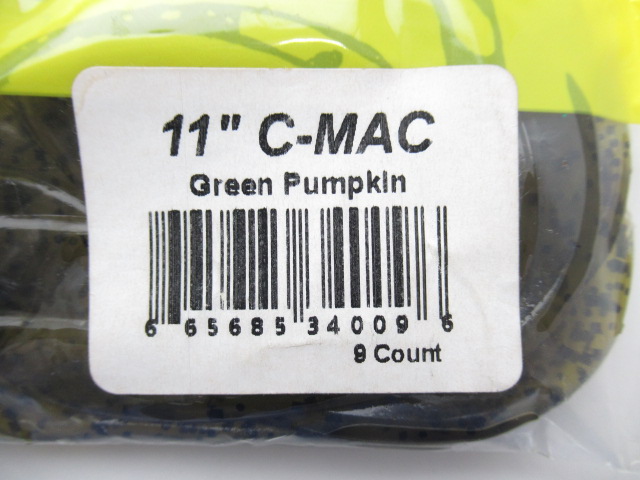 11" C-MAC
Green Pumpkin
6 65685 34009 6
9 Count